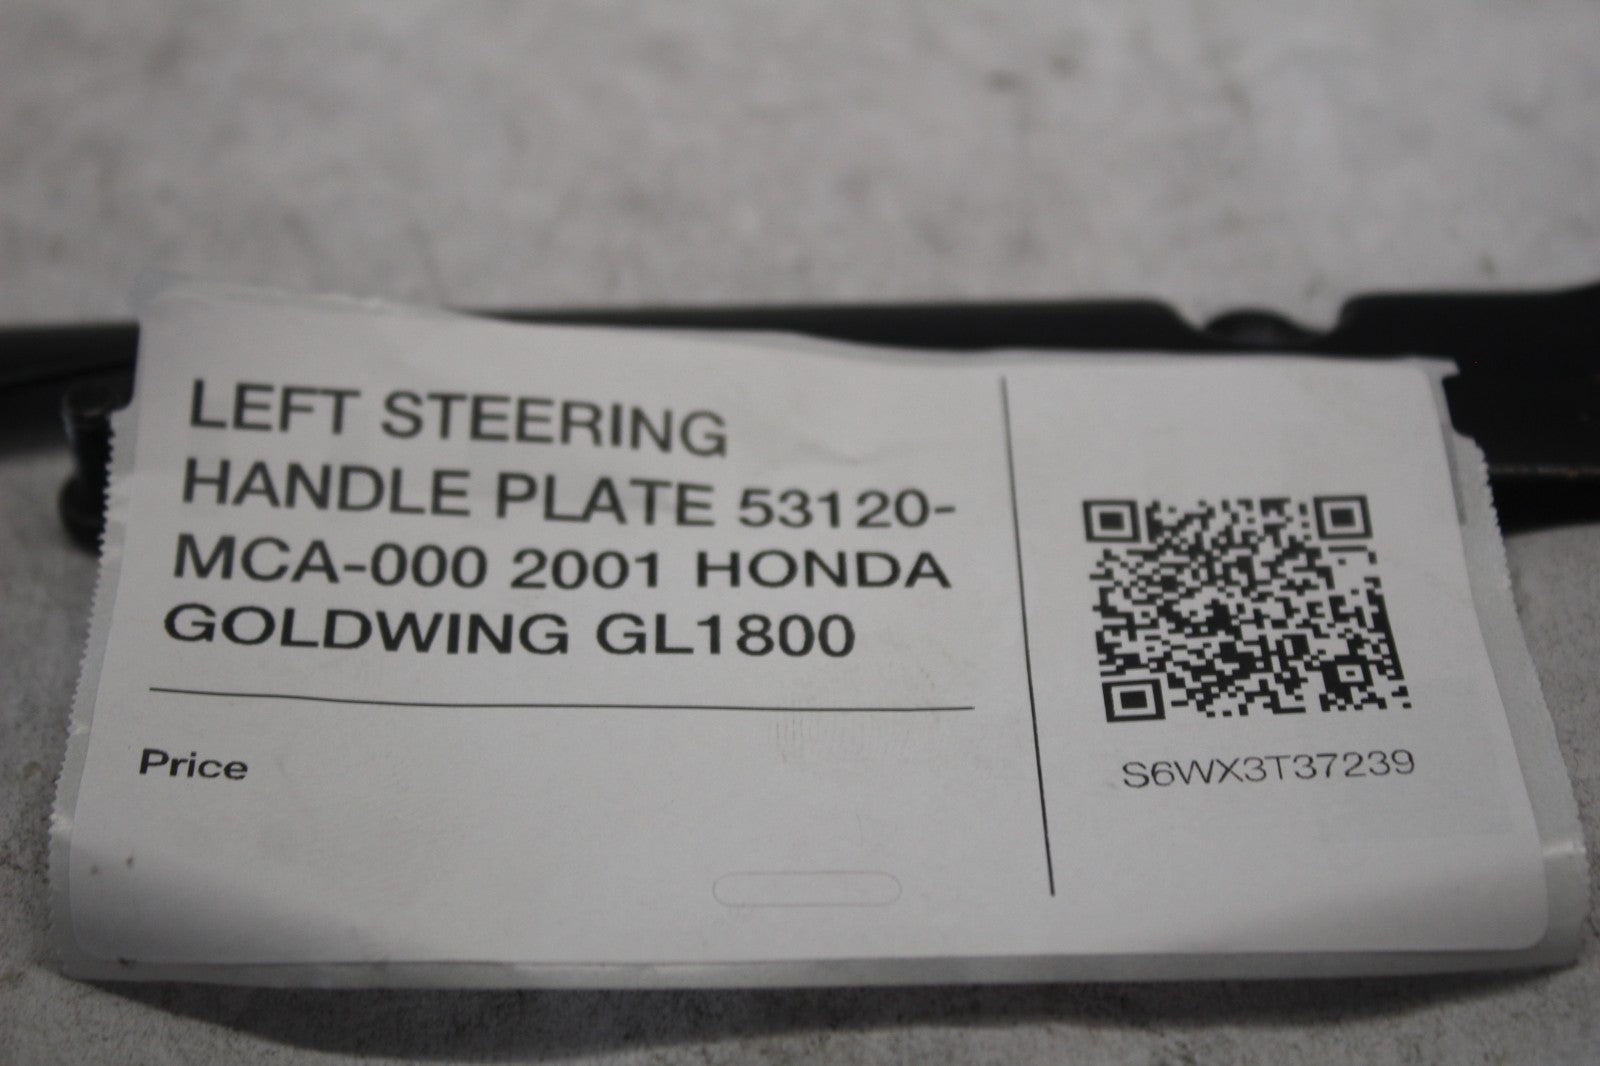 LEFT STEERING
HANDLE PLATE 53120-
MCA-000 2001 HONDA
GOLDWING GL1800
Price
S6WX3T37239